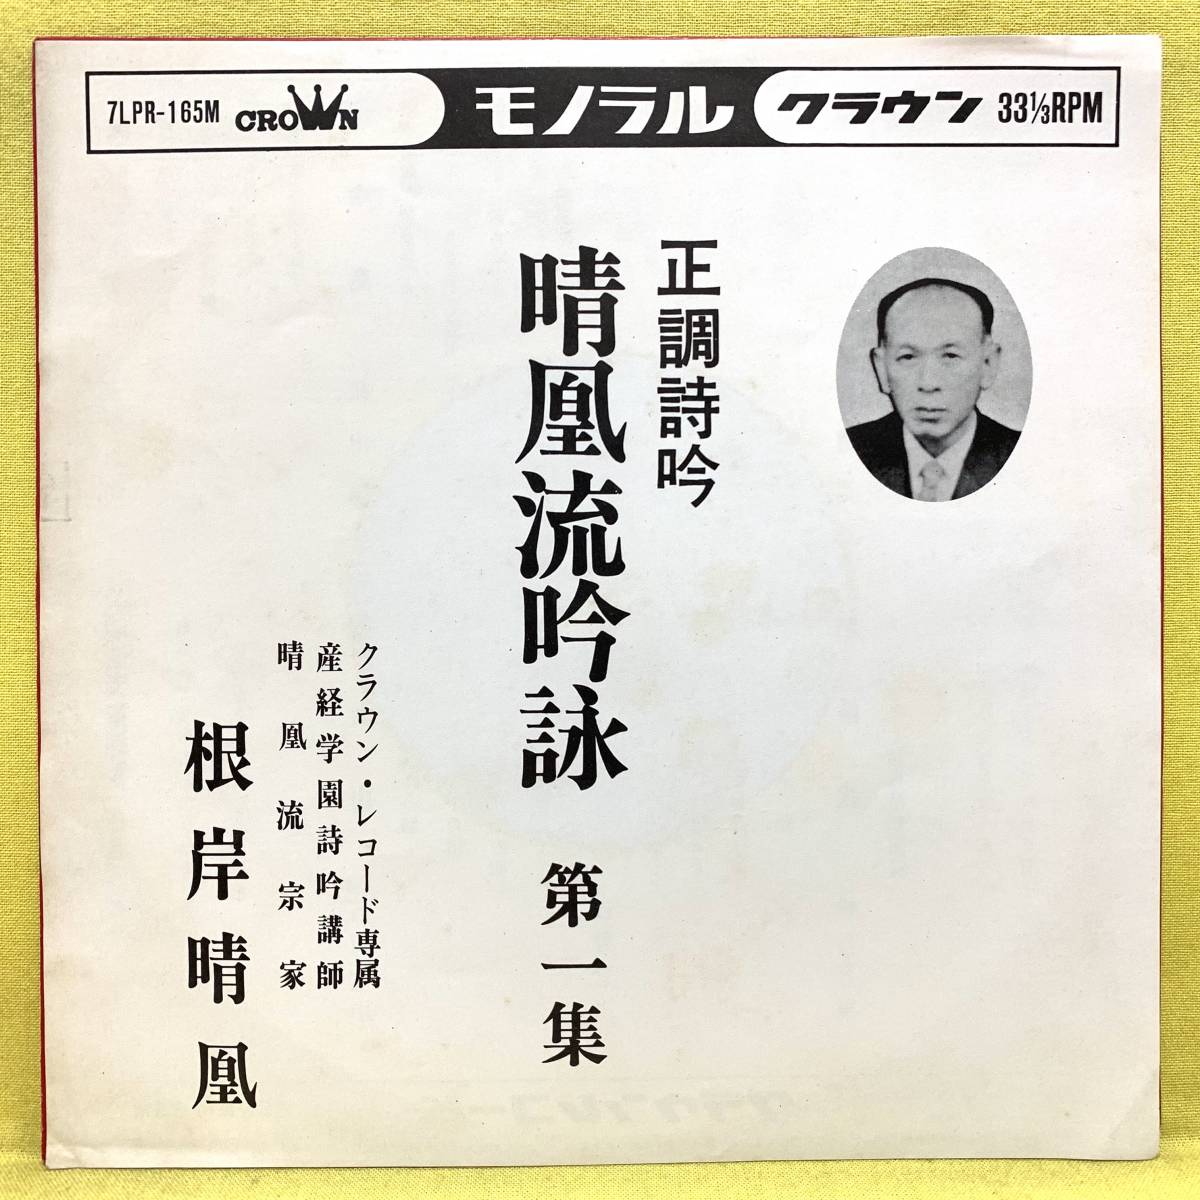 7LPR-165M CROWN モノラル クラウン 33⅓RPM
正調詩吟
晴凰流吟詠 第一集
クラウン・レコード専属
産経学園詩吟講師
晴凰流宗家
根岸晴凰